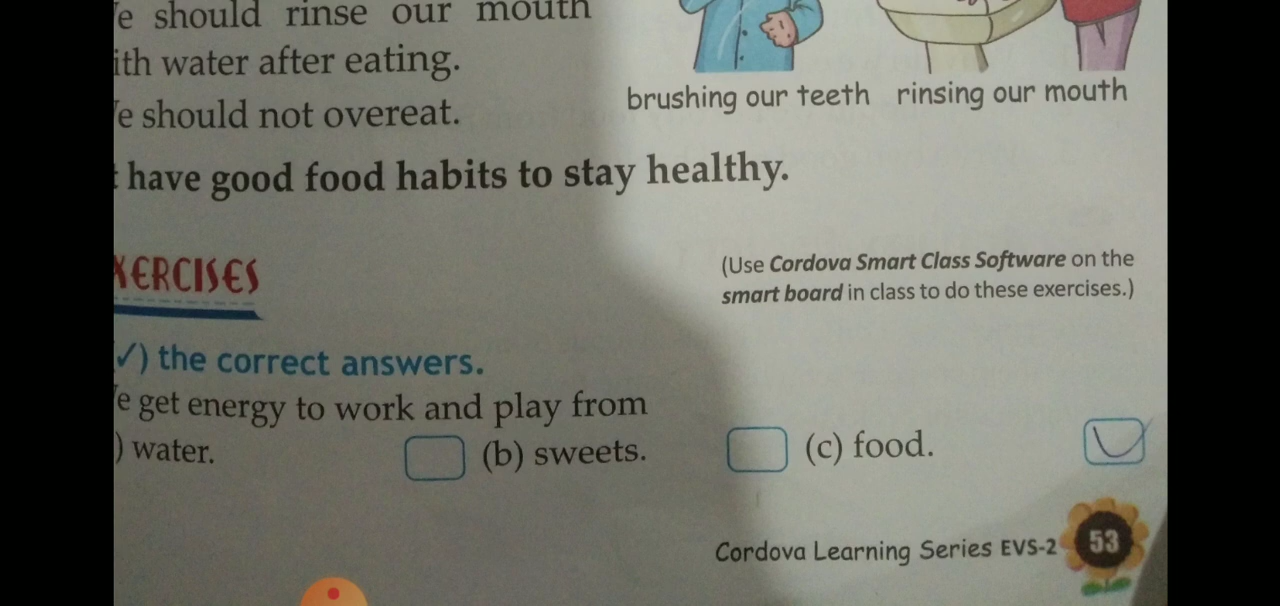 e should rinse our mouth
ith water after eating.
e should not overeat.
have good food habits to stay healthy.
brushing our teeth rinsing our mouth
XERCISES
(Use Cordova Smart Class Software on the
smart board in class to do these exercises.)
✓) the correct answers.
e get energy to work and play from
) water. (b) sweets. (c) food.
Cordova Learning Series EVS-2 53